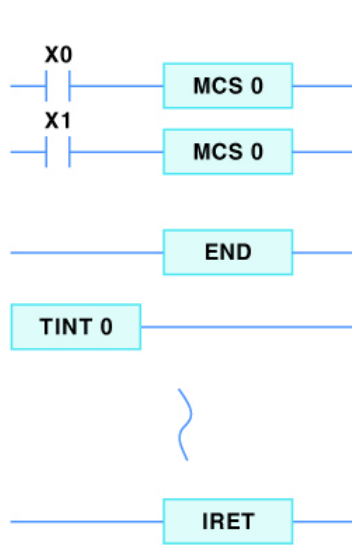 X0
MCS 0
X1
MCS 0
END
TINT 0
IRET